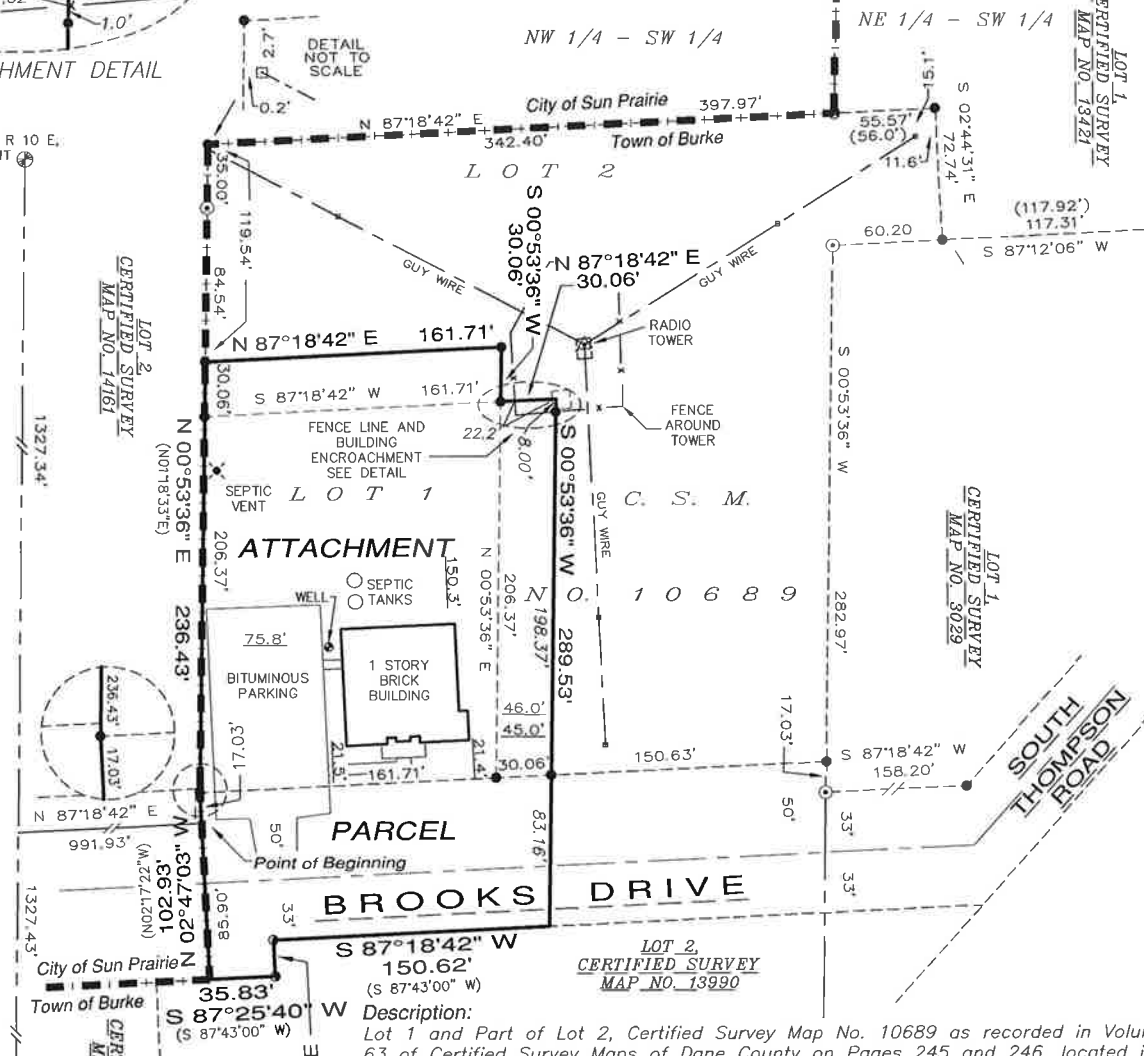 1.0'
HMENT DETAIL
2.7'
0.2'
DETAIL
NOT TO
SCALE
NW 1/4 - SW 1/4
NE 1/4 - SW 1/4
LOT 1,
CERTIFIED SURVEY
MAP NO. 13421
R 10 E,
N 87°18'42" E
City of Sun Prairie
397.97'
342.40'
Town of Burke
55.57'
(56.0')
15.1'
11.6'
S 02°44'31" E
72.74'
35.00'
119.54'
84.54'
LOT 2
GUY WIRE
GUY WIRE
S 00°53'36" W
30.06'
N 87°18'42" E
30.06'
60.20
(117.92')
117.31'
S 87°12'06" W
LOT 2
CERTIFIED SURVEY
MAP NO. 14161
RADIO
TOWER
N 87°18'42" E 161.71'
30.06'
S 87°18'42" W 161.71'
FENCE LINE AND
BUILDING
ENCROACHMENT
SEE DETAIL
22.2'
8.00'
FENCE
AROUND
TOWER
S 00°53'36" W
1327.34'
N 00°53'36" E
(N01°18'33"E)
SEPTIC
VENT
LOT 1
S 00°53'36" W
C. S. M.
GUY WIRE
LOT 1,
CERTIFIED SURVEY
MAP NO. 3029
206.37'
ATTACHMENT
150.3'
SEPTIC
TANKS
WELL
N 00°53'36" E
206.37'
198.37'
NO. 10689
282.97'
236.43'
75.8'
BITUMINOUS
PARKING
1 STORY
BRICK
BUILDING
289.53'
236.43'
17.03'
17.03'
46.0'
45.0'
21.5'
21.4'
161.71'
30.06'
150.63'
17.03'
S 87°18'42" W
158.20'
SOUTH
THOMPSON
ROAD
N 87°18'42" E
991.93'
50'
PARCEL
83.16'
50'
33'
33'
Point of Beginning
BROOKS DRIVE
N 02°47'03" W
102.93'
(N02°17'22"W)
85.90'
33'
1327.43'
City of Sun Prairie
Town of Burke
S 87°18'42" W
150.62'
(S 87°43'00" W)
LOT 2,
CERTIFIED SURVEY
MAP NO. 13990
35.83'
S 87°25'40" W
(S 87°43'00" W)
CER
M
E
Description:
Lot 1 and Part of Lot 2, Certified Survey Map No. 10689 as recorded in Volu
63 of Certified Survey Maps of Dane County on Pages 245 and 246, located i